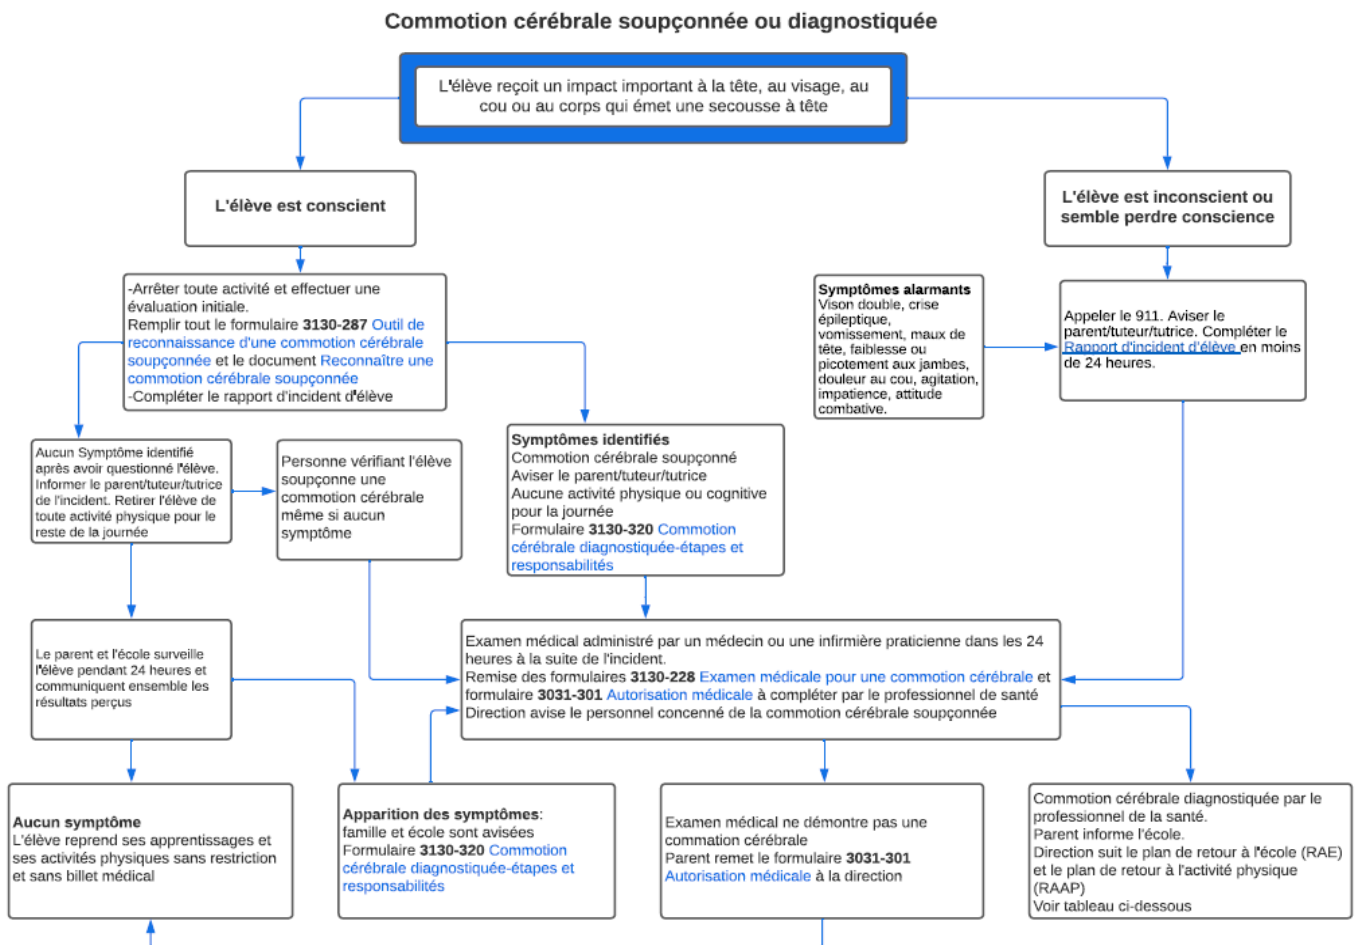 Commotion cérébrale soupçonnée ou diagnostiquée
L'élève reçoit un impact important à la tête, au visage, au
cou ou au corps qui émet une secousse à tête
L'élève est conscient
L'élève est inconscient ou
semble perdre conscience
-Arrêter toute activité et effectuer une
évaluation initiale.
Remplir tout le formulaire 3130-287 Outil de
reconnaissance d'une commotion cérébrale
soupçonnée et le document Reconnaître une
commotion cérébrale soupçonnée
-Compléter le rapport d'incident d'élève
Symptômes alarmants
Vison double, crise
épileptique,
vomissement, maux de
tête, faiblesse ou
picotement aux jambes,
douleur au cou, agitation,
impatience, attitude
combative.
Appeler le 911. Aviser le
parent/tuteur/tutrice. Compléter le
Rapport d'incident d'élève en moins
de 24 heures.
Aucun Symptôme identifié
après avoir questionné l'élève.
Informer le parent/tuteur/tutrice
de l'incident. Retirer l'élève de
toute activité physique pour le
reste de la journée
Personne vérifiant l'élève
soupçonne une
commotion cérébrale
même si aucun
symptôme
Symptômes identifiés
Commotion cérébrale soupçonné
Aviser le parent/tuteur/tutrice
Aucune activité physique ou cognitive
pour la journée
Formulaire 3130-320 Commotion
cérébrale diagnostiquée-étapes et
responsabilités
Le parent et l'école surveille
l'élève pendant 24 heures et
communiquent ensemble les
résultats perçus
Examen médical administré par un médecin ou une infirmière praticienne dans les 24
heures à la suite de l'incident.
Remise des formulaires 3130-228 Examen médicale pour une commotion cérébrale et
formulaire 3031-301 Autorisation médicale à compléter par le professionnel de santé
Direction avise le personnel concenné de la commotion cérébrale soupçonnée
Aucun symptôme
L'élève reprend ses apprentissages et
ses activités physiques sans restriction
et sans billet médical
Apparition des symptômes:
famille et école sont avisées
Formulaire 3130-320 Commotion
cérébrale diagnostiquée-étapes et
responsabilités
Examen médical ne démontre pas une
commation cérébrale
Parent remet le formulaire 3031-301
Autorisation médicale à la direction
Commotion cérébrale diagnostiquée par le
professionnel de la santé.
Parent informe l'école.
Direction suit le plan de retour à l'école (RAE)
et le plan de retour à l'activité physique
(RAAP)
Voir tableau ci-dessous